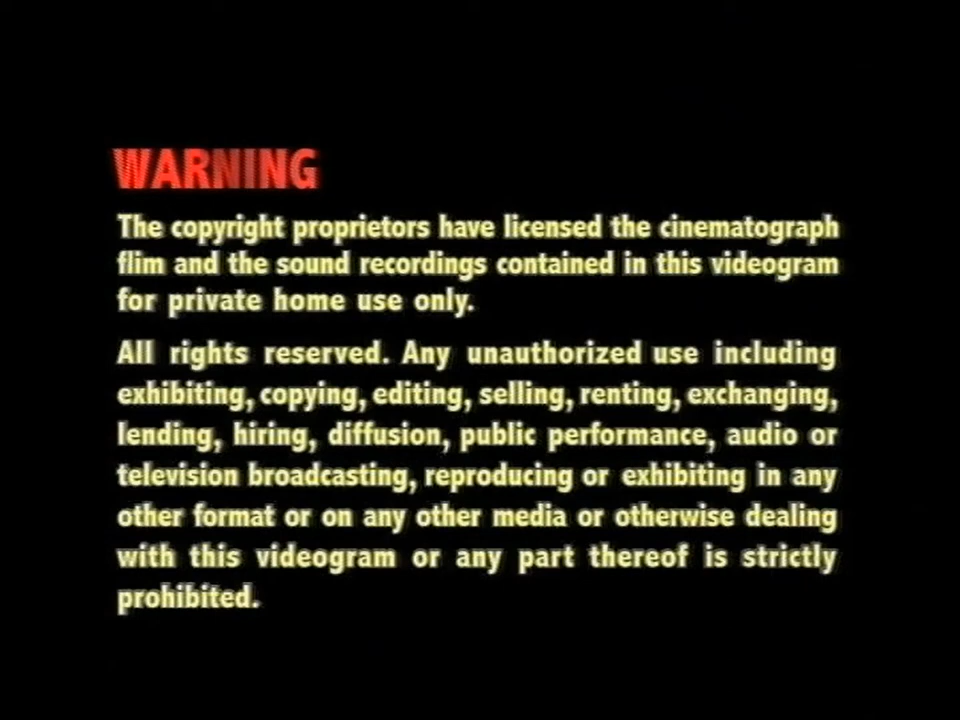 WARNING
The copyright proprietors have licensed the cinematograph
flim and the sound recordings contained in this videogram
for private home use only.
All rights reserved. Any unauthorized use including
exhibiting, copying, editing, selling, renting, exchanging,
lending, hiring, diffusion, public performance, audio or
television broadcasting, reproducing or exhibiting in any
other format or on any other media or otherwise dealing
with this videogram or any part thereof is strictly
prohibited.